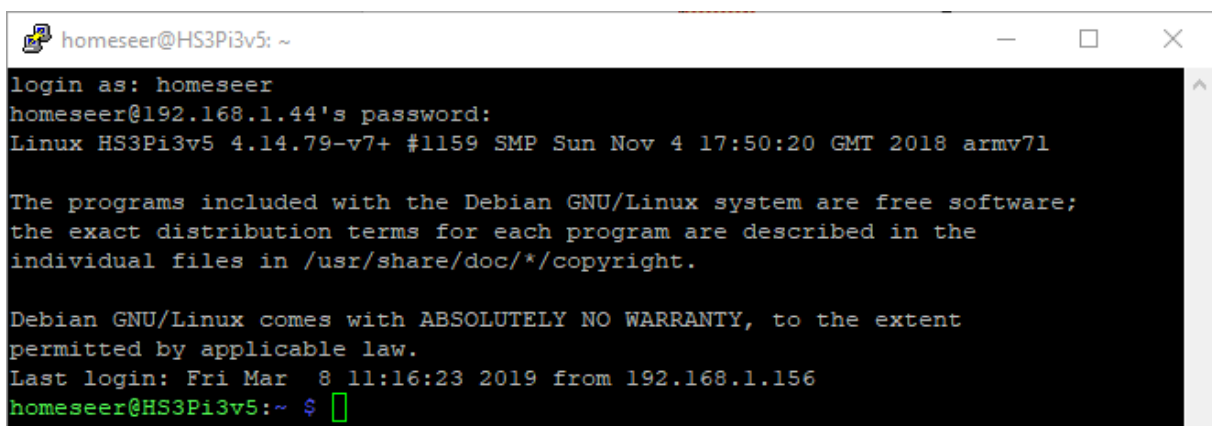 homeseer@HS3Pi3v5: ~
login as: homeseer
homeseer@192.168.1.44's password:
Linux HS3Pi3v5 4.14.79-v7+ #1159 SMP Sun Nov 4 17:50:20 GMT 2018 armv7l
The programs included with the Debian GNU/Linux system are free software;
the exact distribution terms for each program are described in the
individual files in /usr/share/doc/*/copyright.
Debian GNU/Linux comes with ABSOLUTELY NO WARRANTY, to the extent
permitted by applicable law.
Last login: Fri Mar  8 11:16:23 2019 from 192.168.1.156
homeseer@HS3Pi3v5:~ $